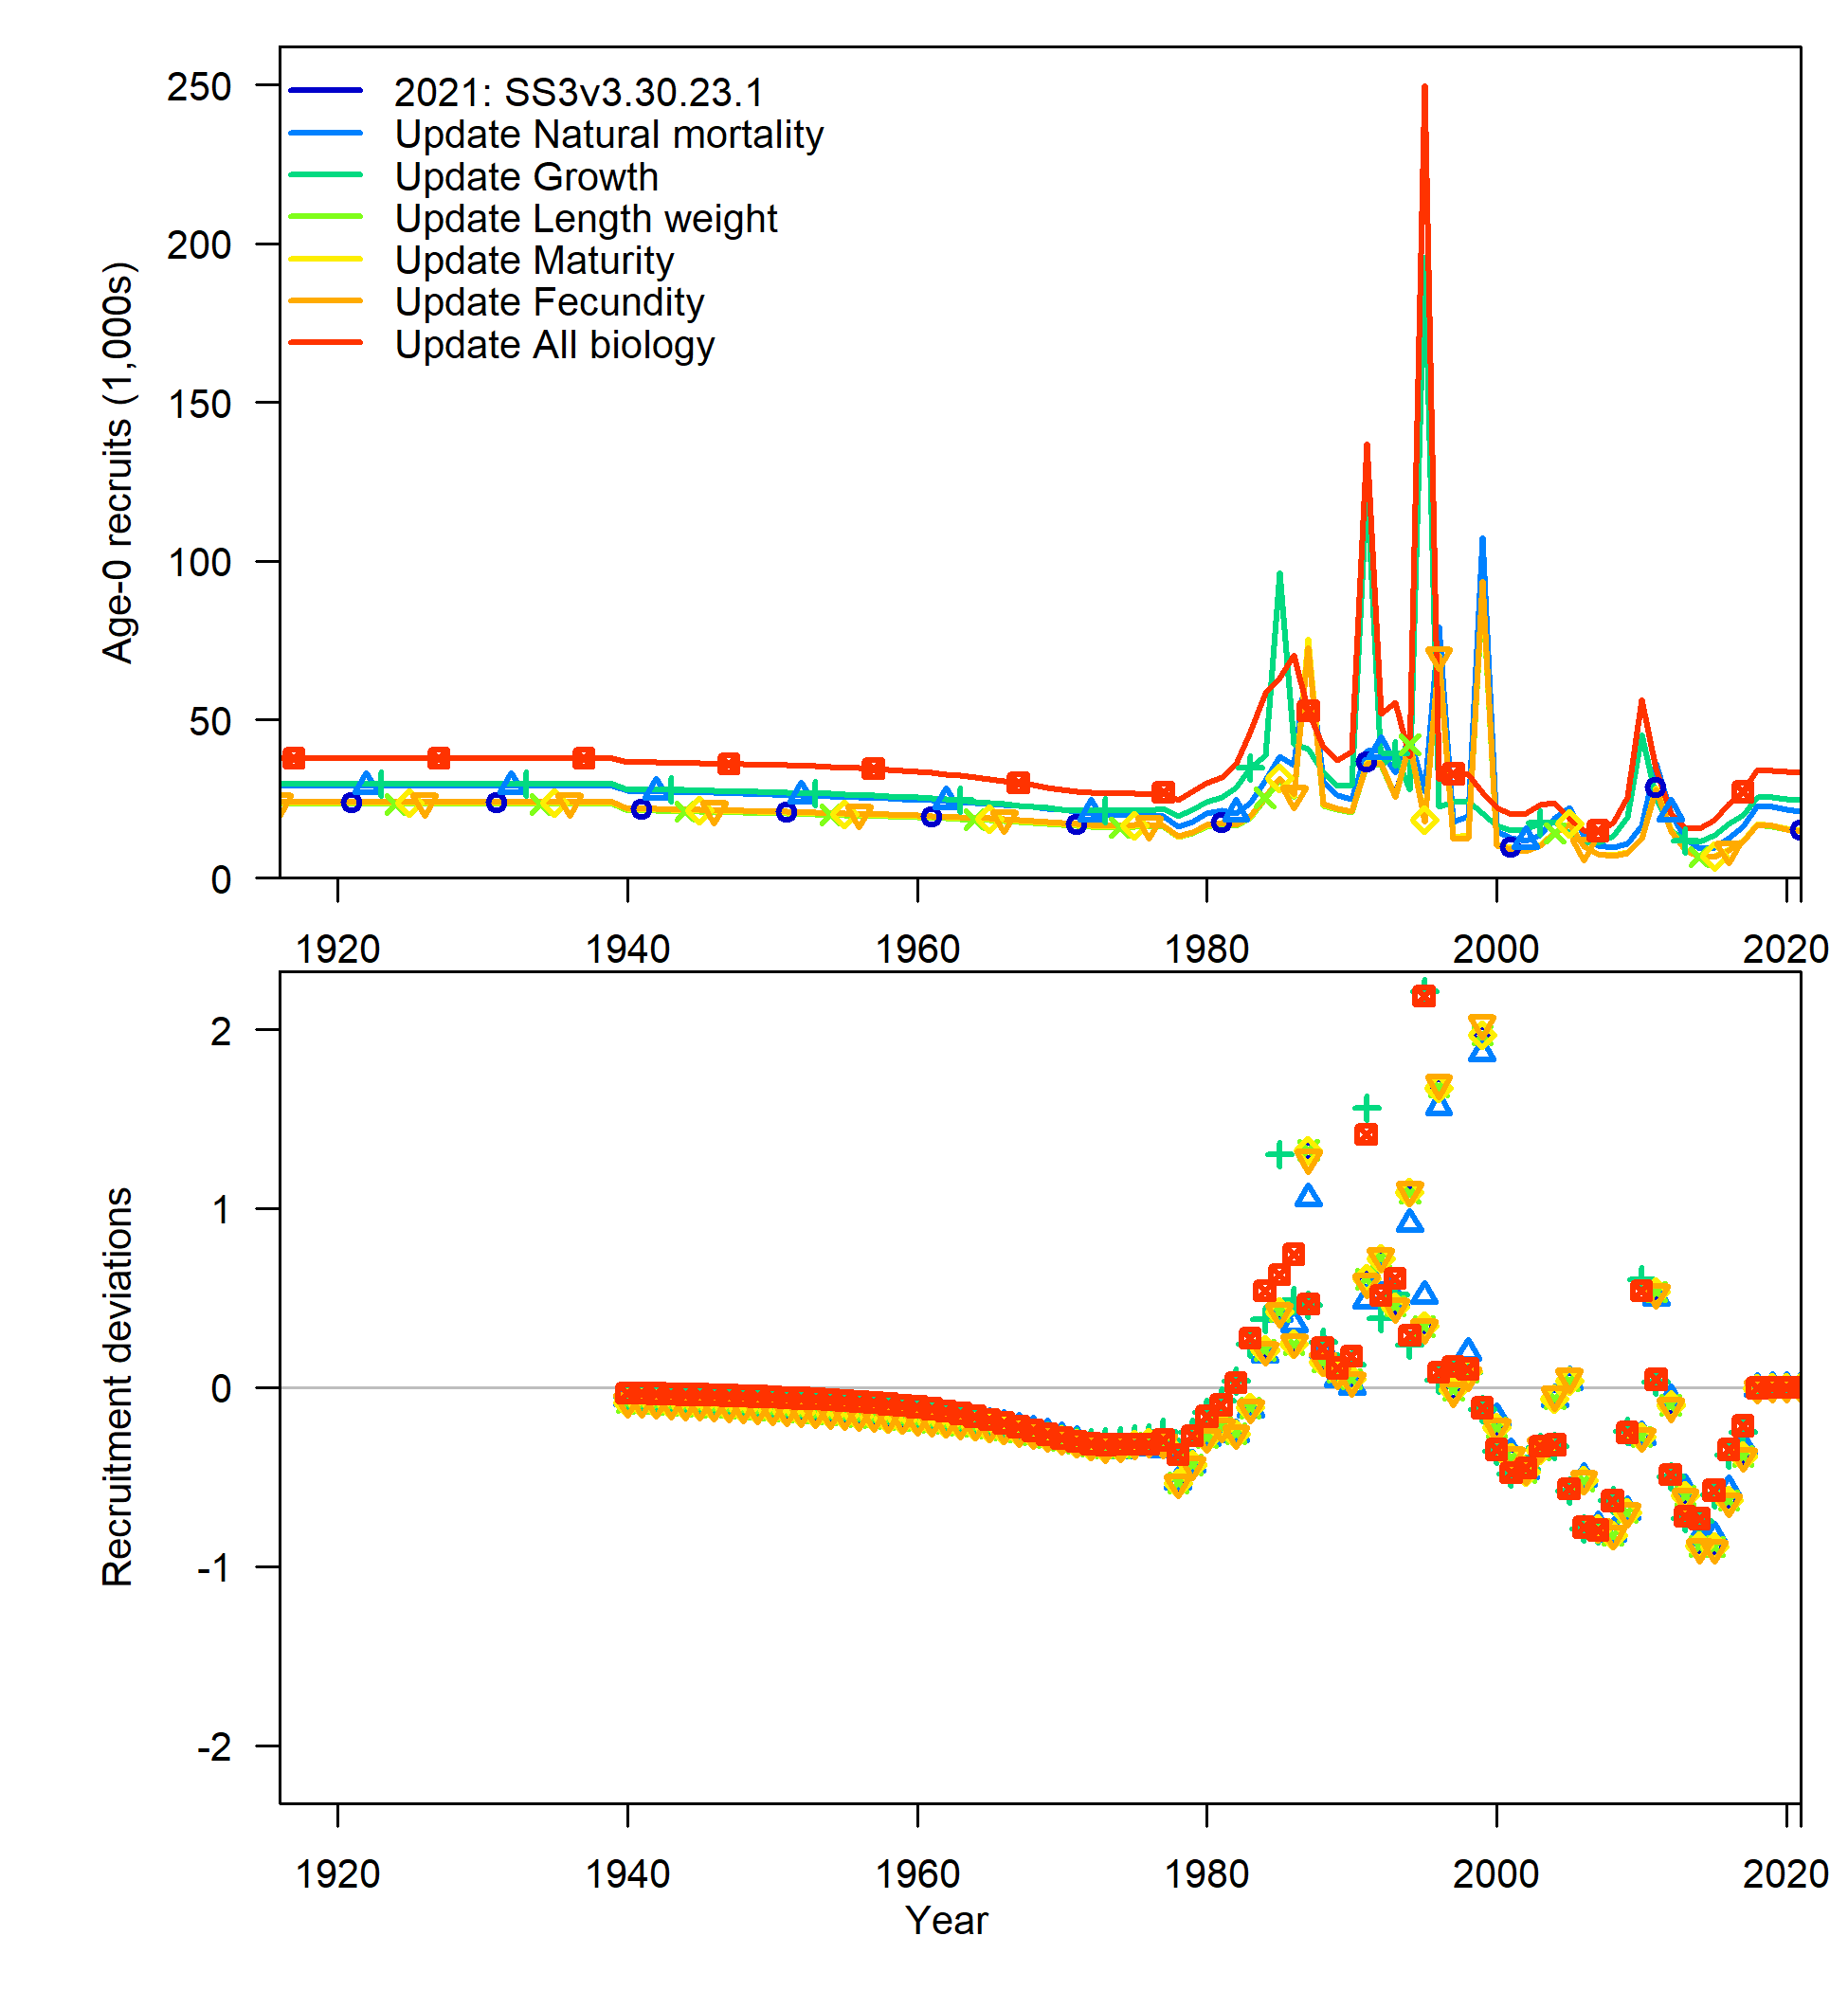 250
200
150
100
50
0
Age-0 recruits (1,000s)
2021: SS3v3.30.23.1
Update Natural mortality
Update Growth
Update Length weight
Update Maturity
Update Fecundity
Update All biology
1920 1940 1960 1980 2000 2020
2
1
0
-1
-2
Recruitment deviations
1920 1940 1960 1980 2000 2020
Year